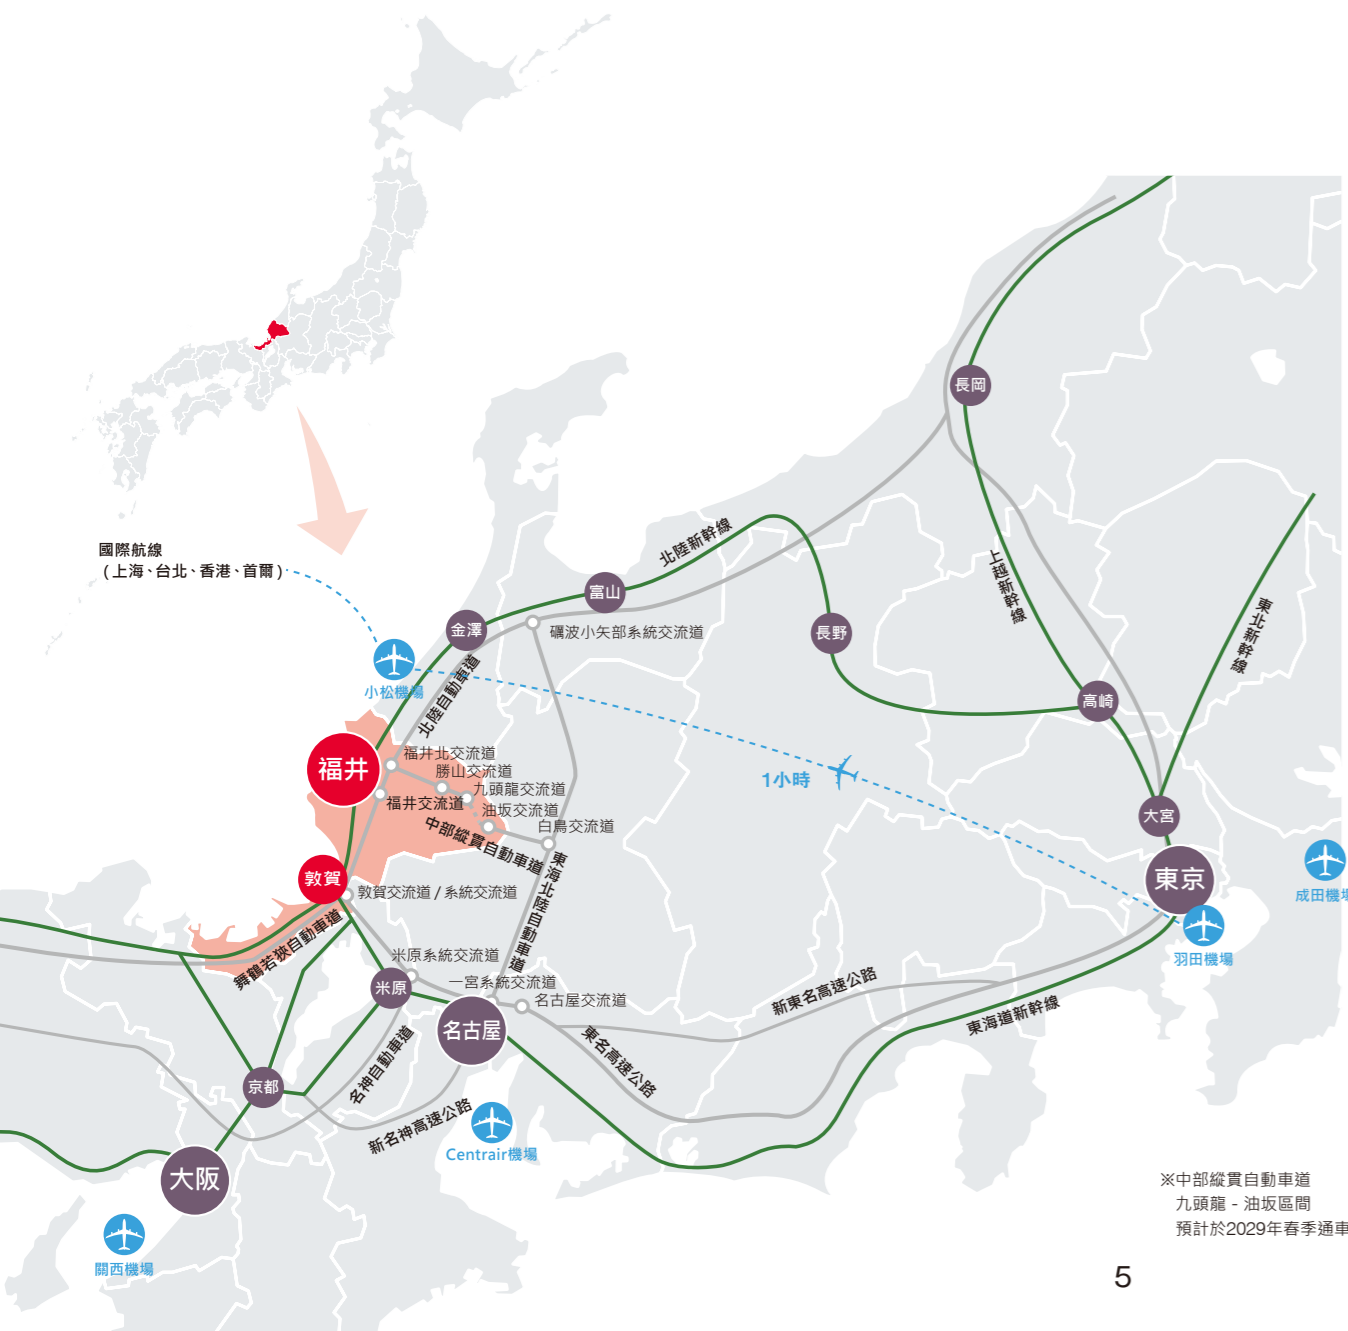 國際航線
(上海、台北、香港、首爾)
長岡
北陸新幹線
上越新幹線
富山
東北新幹線
金澤
礪波小矢部系統交流道
長野
小松機場
北陸自動車道
高崎
福井
福井北交流道
勝山交流道
九頭龍交流道
1小時
福井交流道
油坂交流道
中部縱貫自動車道
白鳥交流道
大宮
敦賀
敦賀交流道 / 系統交流道
東海北陸自動車道
東京
成田機場
舞鶴若狹自動車道
羽田機場
米原系統交流道
米原
一宮系統交流道
名古屋交流道
新東名高速公路
東海道新幹線
名古屋
東名高速公路
京都
名神自動車道
新名神高速公路
Centrair機場
大阪
關西機場
※中部縱貫自動車道
九頭龍 - 油坂區間
預計於2029年春季通車
5